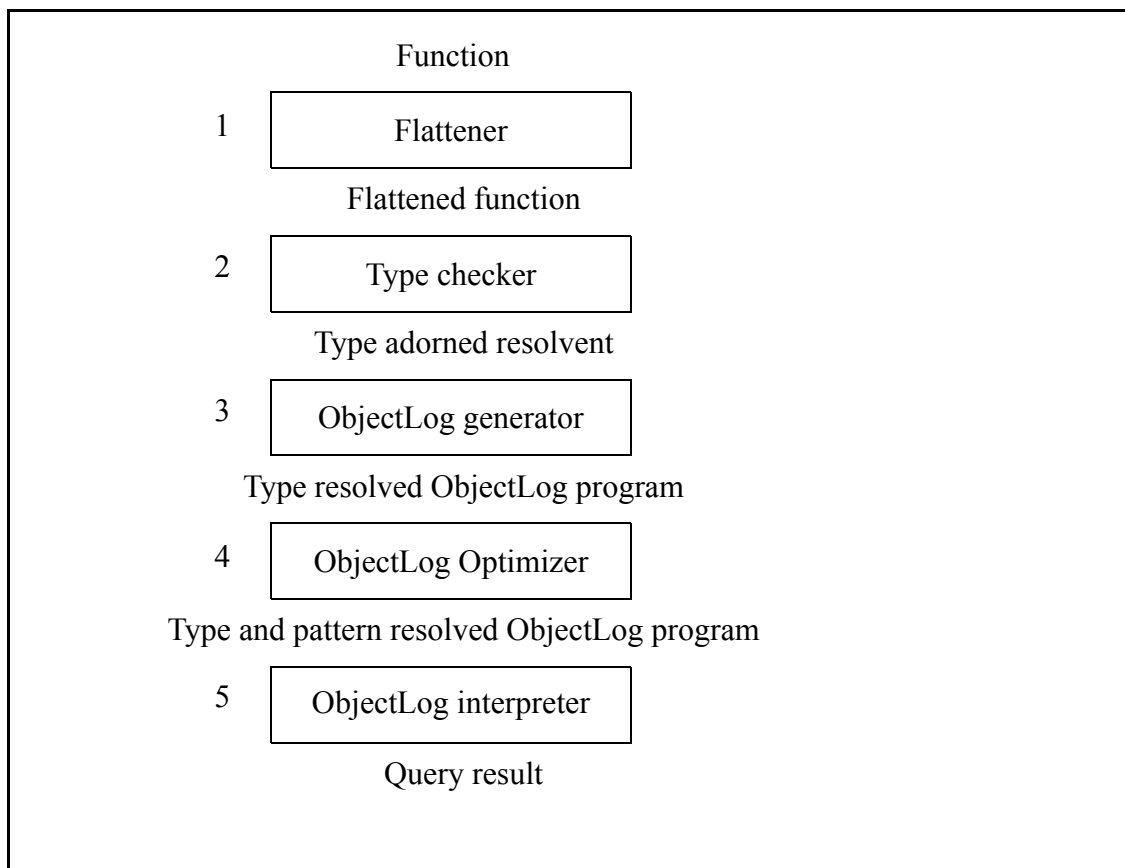 Function
1 Flattener
Flattened function
2 Type checker
Type adorned resolvent
3 ObjectLog generator
Type resolved ObjectLog program
4 ObjectLog Optimizer
Type and pattern resolved ObjectLog program
5 ObjectLog interpreter
Query result